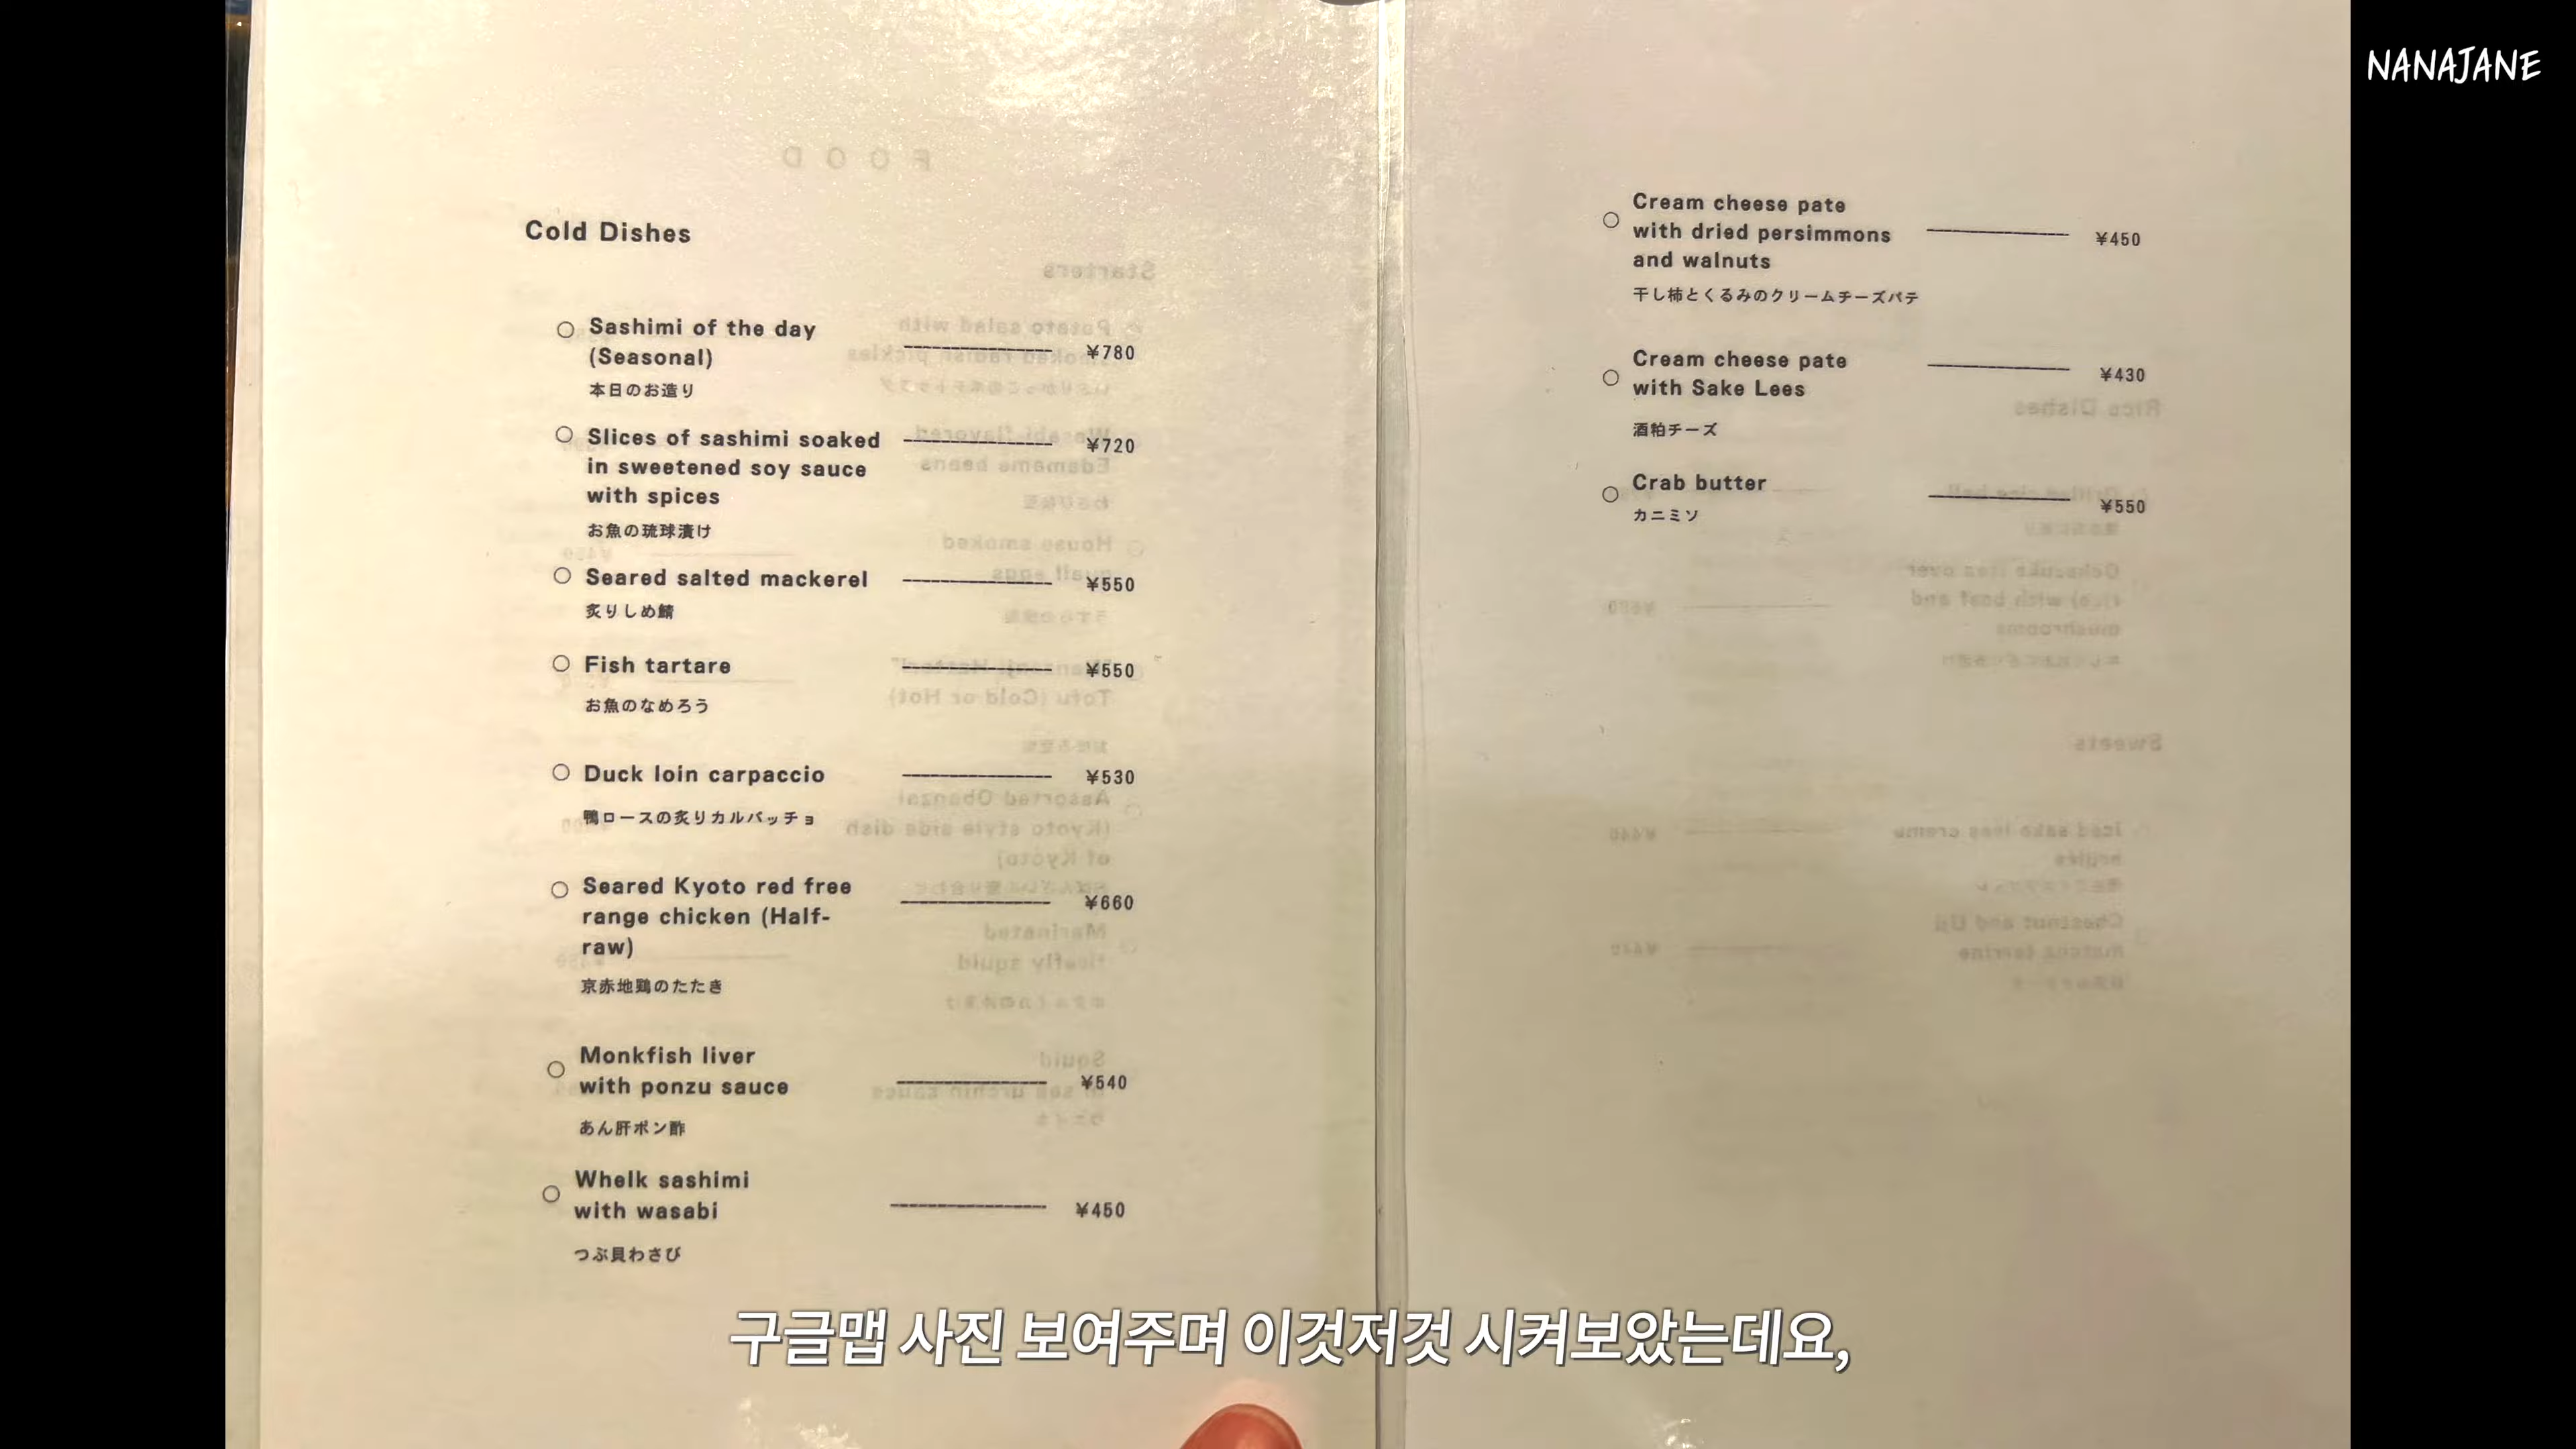 NANAJANE
Cold Dishes
Sashimi of the day
(Seasonal)
¥780
本日のお造り
Slices of sashimi soaked
in sweetened soy sauce
with spices
¥720
お魚の琉球漬け
Seared salted mackerel
¥550
炙りしめ鯖
Fish tartare
¥550
お魚のなめろう
Duck loin carpaccio
¥530
鴨ロースの炙りカルパッチョ
Seared Kyoto red free
range chicken (Half-
raw)
¥660
京赤地鶏のたたき
Monkfish liver
with ponzu sauce
¥540
あん肝ポン酢
Whelk sashimi
with wasabi
¥450
つぶ貝わさび
Cream cheese pate
with dried persimmons
and walnuts
¥450
干し柿とくるみのクリームチーズパテ
Cream cheese pate
with Sake Lees
¥430
酒粕チーズ
Crab butter
¥550
カニミソ
FOOD
Starters
Rice Dishes
Sweets
구글맵 사진 보여주며 이것저것 시켜보았는데요,